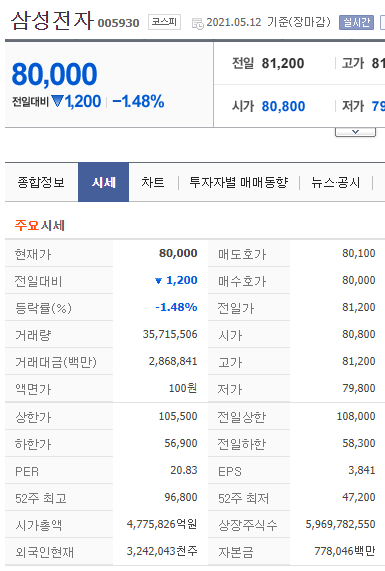 삼성전자 005930 코스피 2021.05.12 기준(장마감) 실시간
80,000
전일대비 ▼1,200 -1.48%
전일 81,200 고가 81
시가 80,800 저가 79
종합정보 시세 차트 투자자별 매매동향 뉴스·공시
주요시세
현재가 80,000 매도호가 80,100
전일대비 ▼ 1,200 매수호가 80,000
등락률(%) -1.48% 전일가 81,200
거래량 35,715,506 시가 80,800
거래대금(백만) 2,868,841 고가 81,200
액면가 100원 저가 79,800
상한가 105,500 전일상한 108,000
하한가 56,900 전일하한 58,300
PER 20.83 EPS 3,841
52주 최고 96,800 52주 최저 47,200
시가총액 4,775,826억원 상장주식수 5,969,782,550
외국인현재 3,242,043천주 자본금 778,046백만